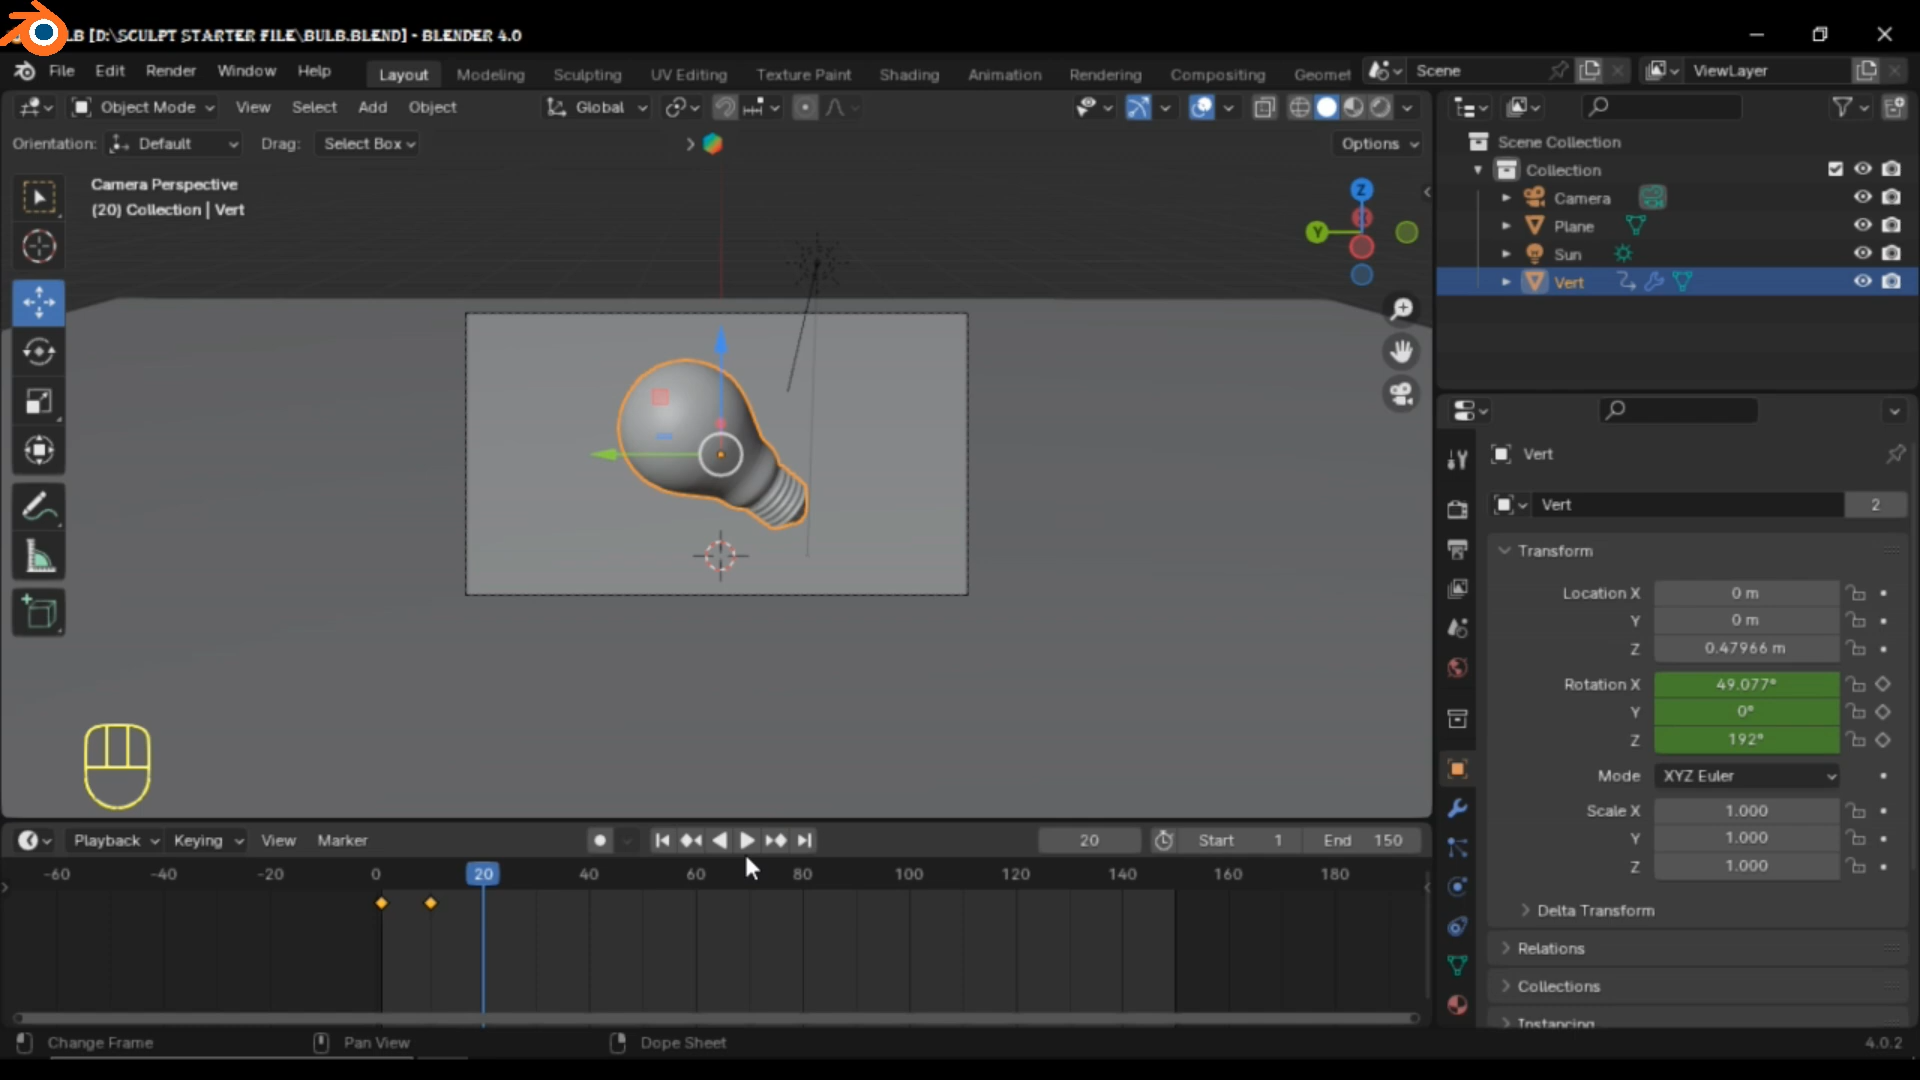 LB [D:\SCULPT STARTER FILE\BULB.BLEND] - BLENDER 4.0
File Edit Render Window Help Layout Modeling Sculpting UV Editing Texture Paint Shading Animation Rendering Compositing Geomet Scene ViewLayer
Object Mode View Select Add Object Global
Orientation: Default Drag: Select Box Options
Camera Perspective
(20) Collection | Vert
Z
Y
Scene Collection
Collection
Camera
Plane
Sun
Vert
Vert
Vert 2
Transform
Location X 0 m
Y 0 m
Z 0.47966 m
Rotation X 49.077°
Y 0°
Z 192°
Mode XYZ Euler
Scale X 1.000
Y 1.000
Z 1.000
Delta Transform
Relations
Collections
Instancing
Playback Keying View Marker 20 Start 1 End 150
-60 -40 -20 0 20 40 60 80 100 120 140 160 180
Change Frame Pan View Dope Sheet 4.0.2